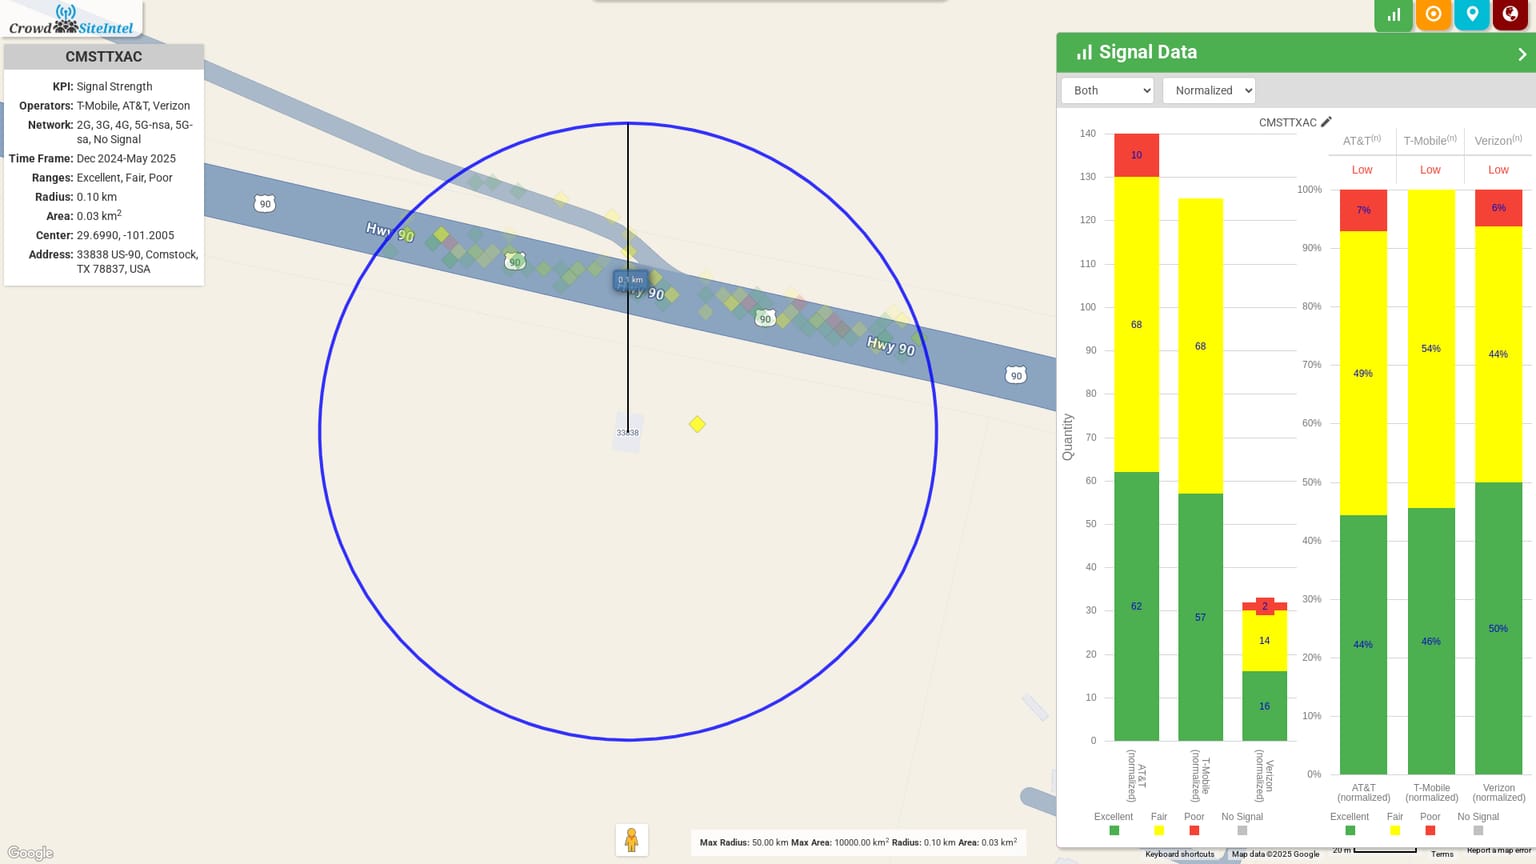 Crowd SiteIntel
CMSTTXAC
KPI: Signal Strength
Operators: T-Mobile, AT&T, Verizon
Network: 2G, 3G, 4G, 5G-nsa, 5G-
sa, No Signal
Time Frame: Dec 2024-May 2025
Ranges: Excellent, Fair, Poor
Radius: 0.10 km
Area: 0.03 km²
Center: 29.6990, -101.2005
Address: 33838 US-90, Comstock,
TX 78837, USA
90
Hwy 90
90
0.1 km
Hwy 90
90
Hwy 90
90
33838
Signal Data
Both
Normalized
CMSTTXAC
Quantity
140
130
120
110
100
90
80
70
60
50
40
30
20
10
0
10
68
62
68
57
2
14
16
AT&T
(normalized)
T-Mobile
(normalized)
Verizon
(normalized)
Excellent Fair Poor No Signal
AT&T(n) T-Mobile(n) Verizon(n)
Low Low Low
100%
90%
80%
70%
60%
50%
40%
30%
20%
10%
0%
7%
49%
44%
54%
46%
6%
44%
50%
AT&T
(normalized)
T-Mobile
(normalized)
Verizon
(normalized)
Excellent Fair Poor No Signal
Google
Max Radius: 50.00 km Max Area: 10000.00 km² Radius: 0.10 km Area: 0.03 km²
Keyboard shortcuts Map data ©2025 Google 20 m Terms Report a map error